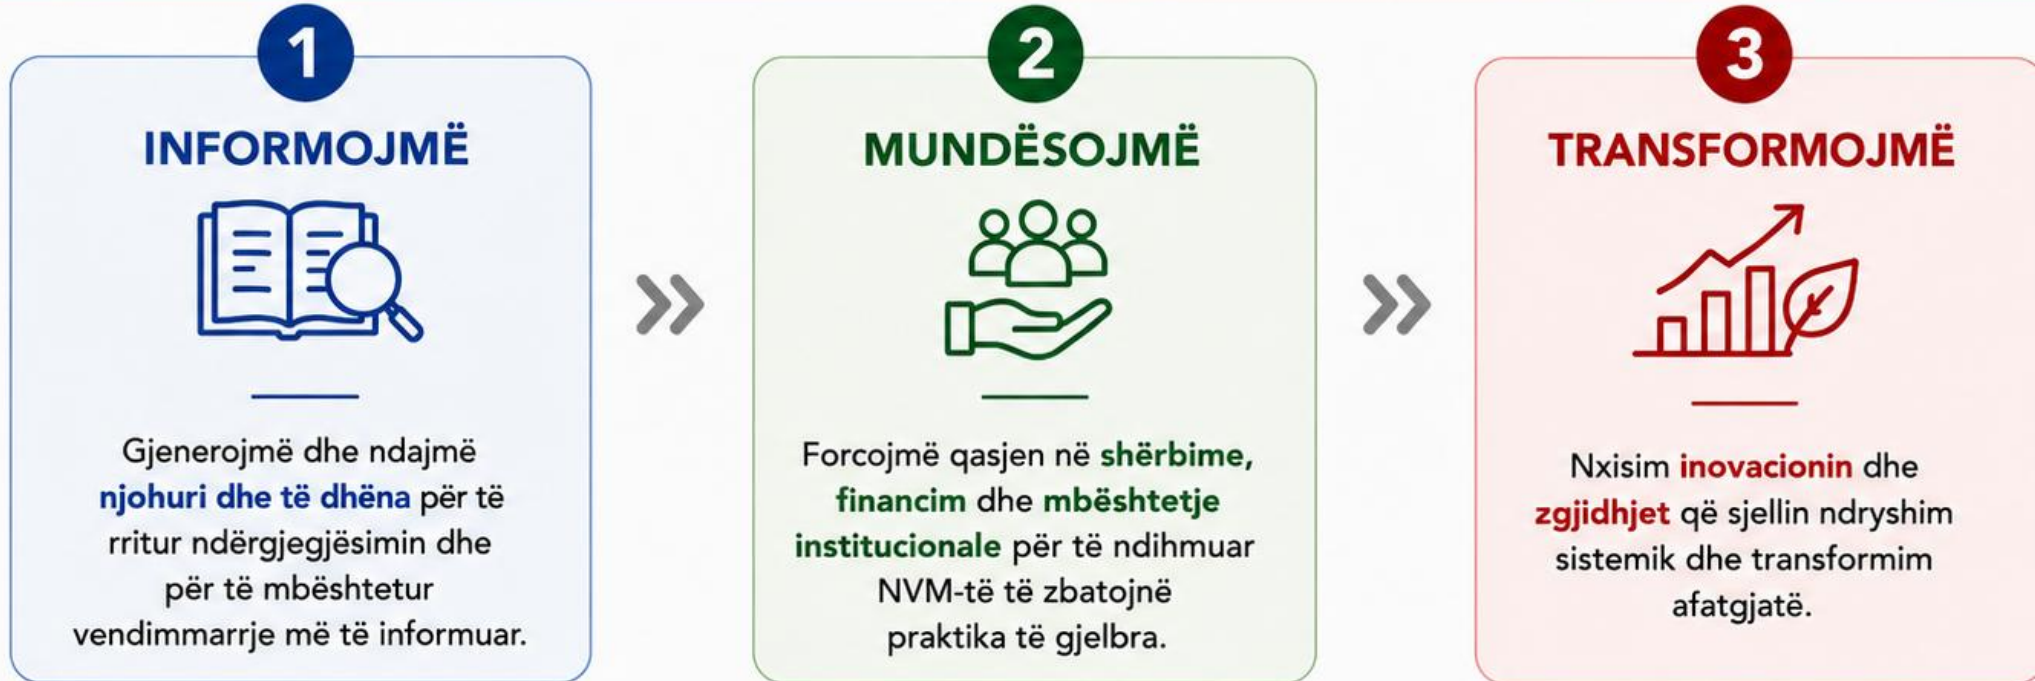 1
INFORMOJMË
Gjenerojmë dhe ndajmë
njohuri dhe të dhëna për të
rritur ndërgjegjësimin dhe
për të mbështetur
vendimmarrje më të informuar.
2
MUNDËSOJMË
Forcojmë qasjen në shërbime,
financim dhe mbështetje
institucionale për të ndihmuar
NVM-të të zbatojnë
praktika të gjelbra.
3
TRANSFORMOJMË
Nxisim inovacionin dhe
zgjidhjet që sjellin ndryshim
sistemik dhe transformim
afatgjatë.